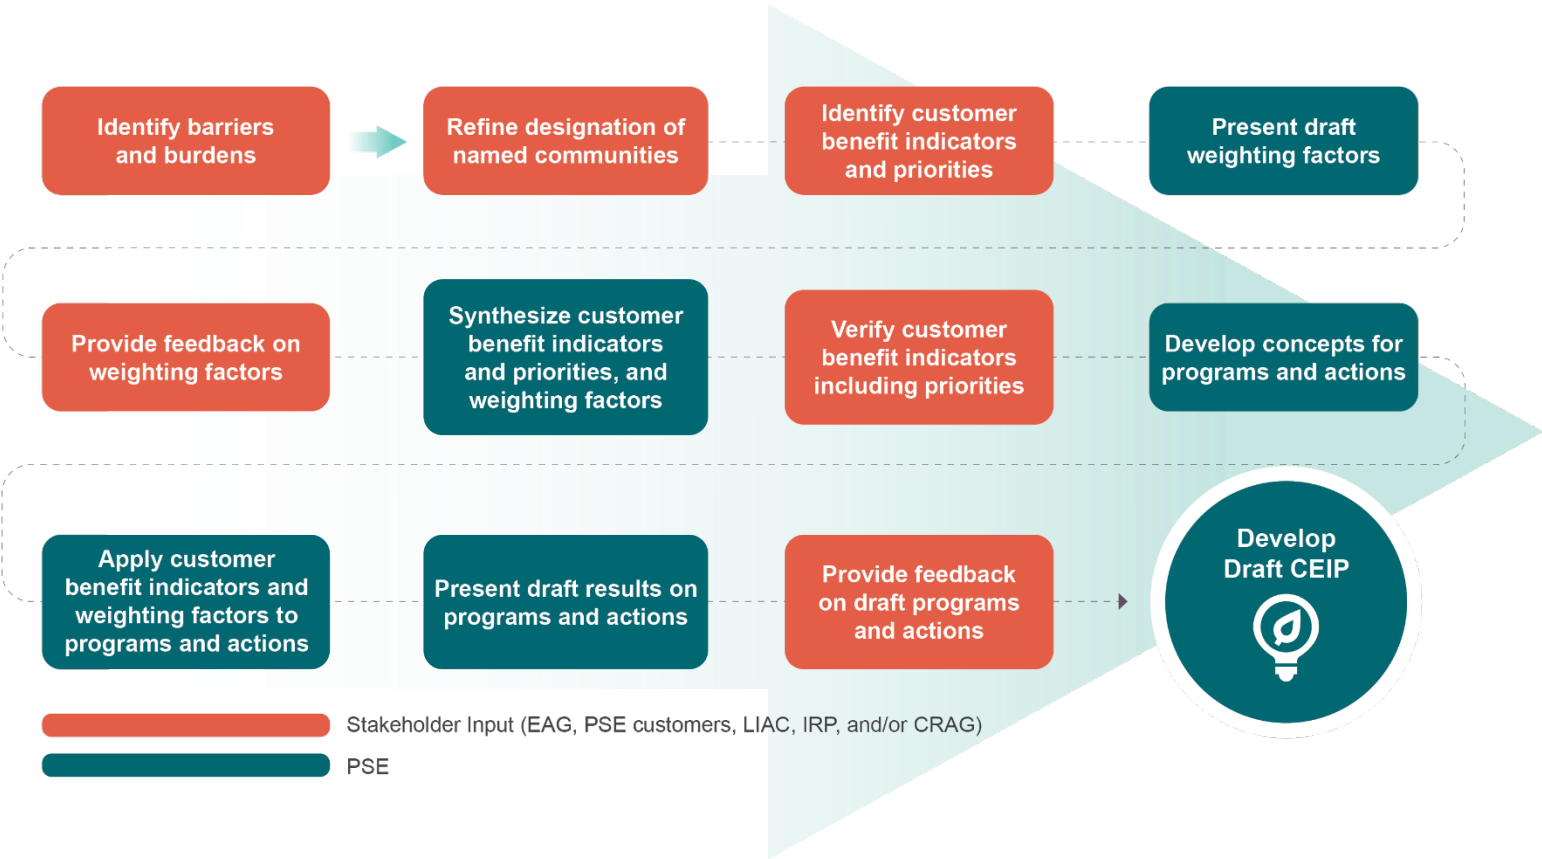 Identify barriers
and burdens
Refine designation of
named communities
Identify customer
benefit indicators
and priorities
Present draft
weighting factors
Provide feedback on
weighting factors
Synthesize customer
benefit indicators
and priorities, and
weighting factors
Verify customer
benefit indicators
including priorities
Develop concepts for
programs and actions
Apply customer
benefit indicators and
weighting factors to
programs and actions
Present draft results on
programs and actions
Provide feedback
on draft programs
and actions
Develop
Draft CEIP
Stakeholder Input (EAG, PSE customers, LIAC, IRP, and/or CRAG)
PSE